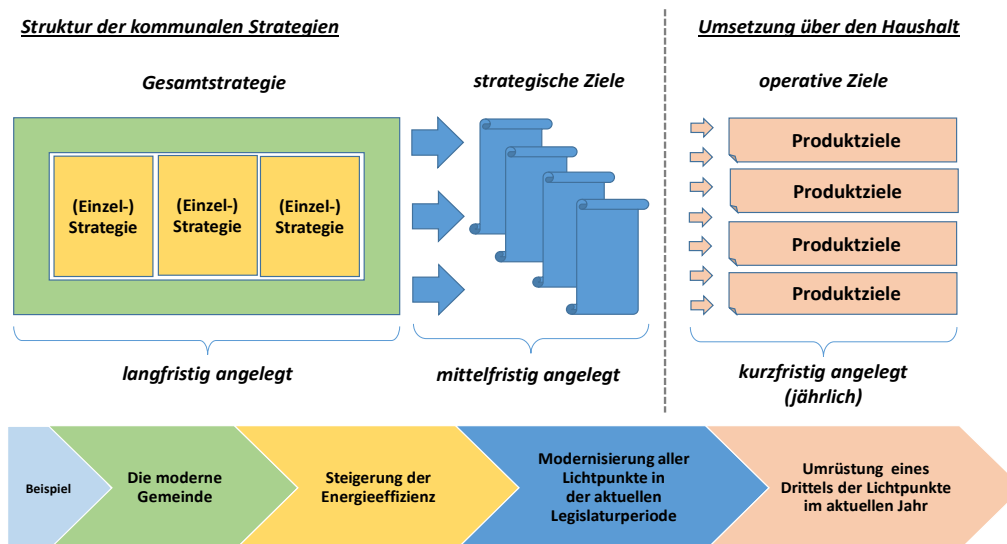 Struktur der kommunalen Strategien
Umsetzung über den Haushalt
Gesamtstrategie
strategische Ziele
operative Ziele
(Einzel-)
Strategie
(Einzel-)
Strategie
(Einzel-)
Strategie
Produktziele
Produktziele
Produktziele
Produktziele
langfristig angelegt
mittelfristig angelegt
kurzfristig angelegt
(jährlich)
Beispiel
Die moderne
Gemeinde
Steigerung der
Energieeffizienz
Modernisierung aller
Lichtpunkte in
der aktuellen
Legislaturperiode
Umrüstung eines
Drittels der Lichtpunkte
im aktuellen Jahr